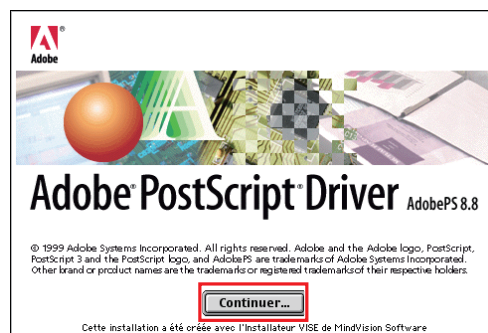 Adobe®
Adobe® PostScript® Driver AdobePS 8.8
© 1999 Adobe Systems Incorporated. All rights reserved. Adobe and the Adobe logo, PostScript,
PostScript 3 and the PostScript logo, and AdobePS are trademarks of Adobe Systems Incorporated.
Other brand or product names are the trademarks or registered trademarks of their respective holders.
Continuer...
Cette installation a été créée avec l'Installateur VISE de MindVision Software